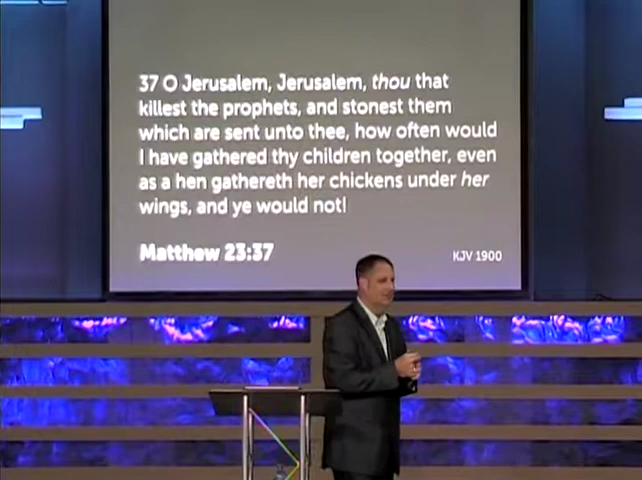 37 O Jerusalem, Jerusalem, thou that
killest the prophets, and stonest them
which are sent unto thee, how often would
I have gathered thy children together, even
as a hen gathereth her chickens under her
wings, and ye would not!
Matthew 23:37
KJV 1900